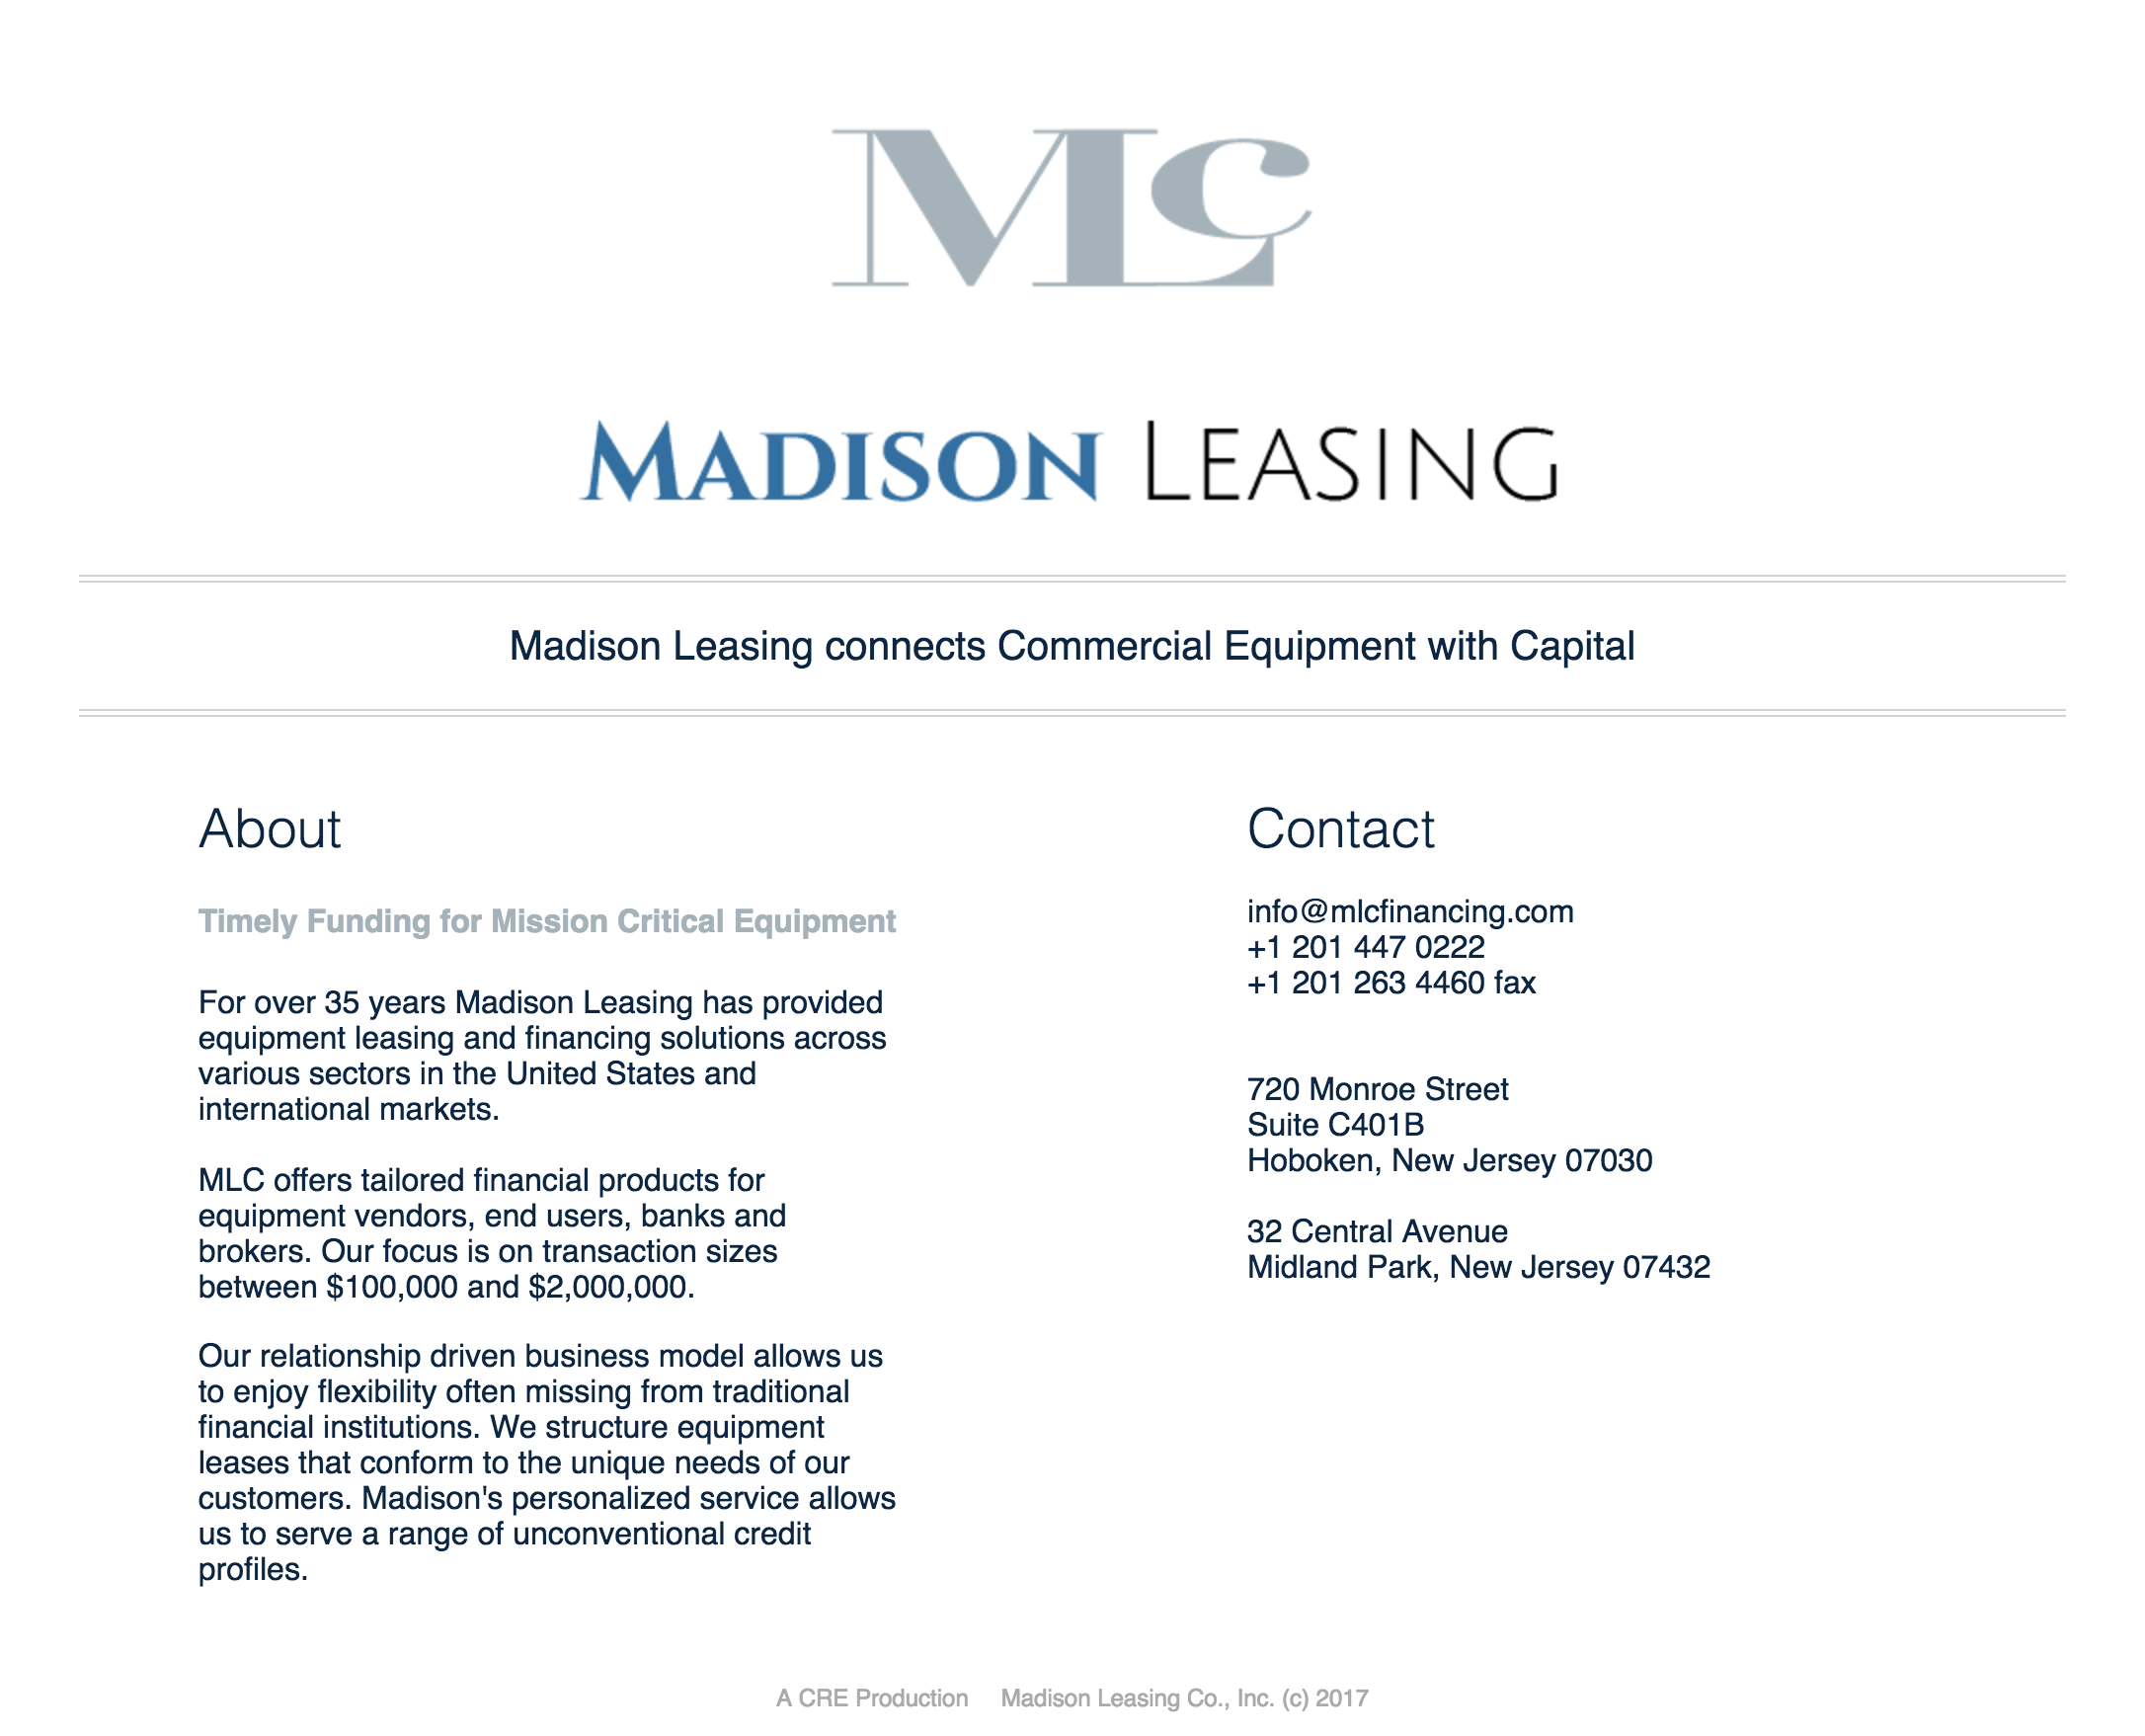 MLC
MADISON LEASING
Madison Leasing connects Commercial Equipment with Capital
About
Timely Funding for Mission Critical Equipment
For over 35 years Madison Leasing has provided
equipment leasing and financing solutions across
various sectors in the United States and
international markets.
MLC offers tailored financial products for
equipment vendors, end users, banks and
brokers. Our focus is on transaction sizes
between $100,000 and $2,000,000.
Our relationship driven business model allows us
to enjoy flexibility often missing from traditional
financial institutions. We structure equipment
leases that conform to the unique needs of our
customers. Madison's personalized service allows
us to serve a range of unconventional credit
profiles.
Contact
info@mlcfinancing.com
+1 201 447 0222
+1 201 263 4460 fax
720 Monroe Street
Suite C401B
Hoboken, New Jersey 07030
32 Central Avenue
Midland Park, New Jersey 07432
A CRE Production Madison Leasing Co., Inc. (c) 2017